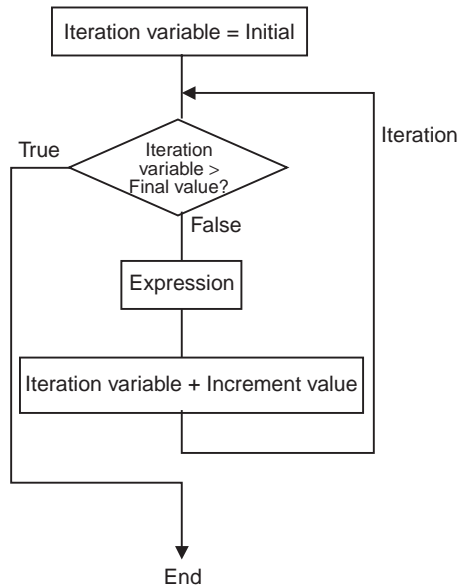 Iteration variable = Initial
Iteration
True
Iteration
variable >
Final value?
False
Expression
Iteration variable + Increment value
End